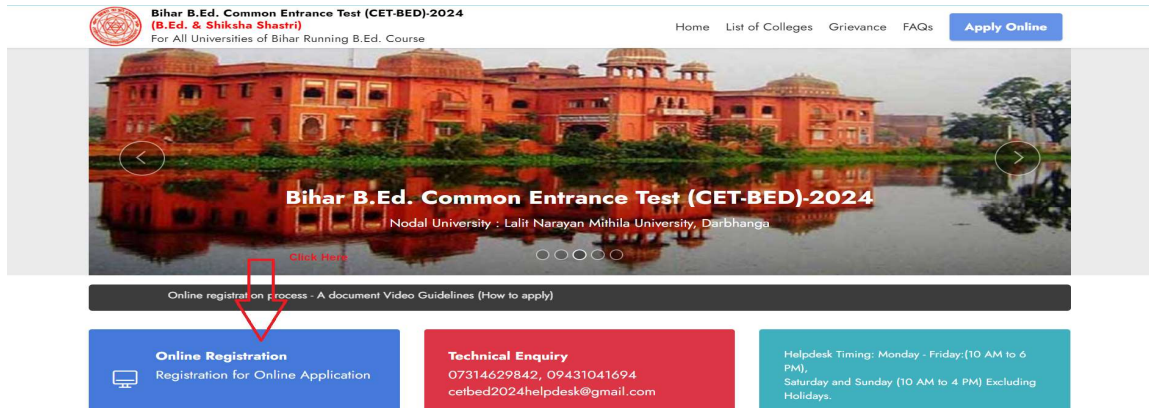 Bihar B.Ed. Common Entrance Test (CET-BED)-2024
(B.Ed. & Shiksha Shastri)
For All Universities of Bihar Running B.Ed. Course
Home List of Colleges Grievance FAQs Apply Online
Bihar B.Ed. Common Entrance Test (CET-BED)-2024
Nodal University : Lalit Narayan Mithila University, Darbhanga
Click Here
Online registration process - A document Video Guidelines (How to apply)
Online Registration
Registration for Online Application
Technical Enquiry
07314629842, 09431041694
cetbed2024helpdesk@gmail.com
Helpdesk Timing: Monday - Friday:(10 AM to 6
PM),
Saturday and Sunday (10 AM to 4 PM) Excluding
Holidays.